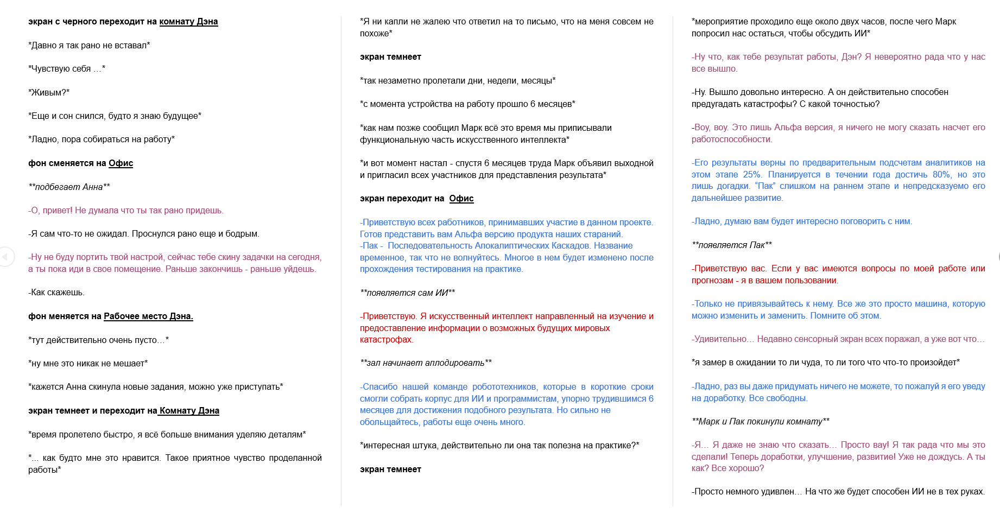 экран с черного переходит на комнату Дэна
*Давно я так рано не вставал*
*Чувствую себя …*
*Живым?*
*Еще и сон снился, будто я знаю будущее*
*Ладно, пора собираться на работу*
фон сменяется на Офис
**подбегает Анна**
-О, привет! Не думала что ты так рано придешь.
-Я сам что-то не ожидал. Проснулся рано еще и бодрым.
-Ну не буду портить твой настрой, сейчас тебе скину задачки на сегодня,
а ты пока иди в свое помещение. Раньше закончишь - раньше уйдешь.
-Как скажешь.
фон меняется на Рабочее место Дэна.
*тут действительно очень пусто…*
*ну мне это никак не мешает*
*кажется Анна скинула новые задания, можно уже приступать*
экран темнеет и переходит на Комнату Дэна
*время пролетело быстро, я всё больше внимания уделяю деталям*
*... как будто мне это нравится. Такое приятное чувство проделанной
работы*
*Я ни капли не жалею что ответил на то письмо, что на меня совсем не
похоже*
экран темнеет
*так незаметно пролетали дни, недели, месяцы*
*с момента устройства на работу прошло 6 месяцев*
*как нам позже сообщил Марк всё это время мы приписывали
функциональную часть искусственного интеллекта*
*и вот момент настал - спустя 6 месяцев труда Марк объявил выходной
и пригласил всех участников для представления результата*
экран переходит на Офис
-Приветствую всех работников, принимавших участие в данном проекте.
Готов представить вам Альфа версию продукта наших стараний.
-Пак - Последовательность Апокалиптических Каскадов. Название
временное, так что не волнуйтесь. Многое в нем будет изменено после
прохождения тестирования на практике.
**появляется сам ИИ**
-Приветствую. Я искусственный интеллект направленный на изучение и
предоставление информации о возможных будущих мировых
катастрофах.
**зал начинает аплодировать**
-Спасибо нашей команде робототехников, которые в короткие сроки
смогли собрать корпус для ИИ и программистам, упорно трудившимся 6
месяцев для достижения подобного результата. Но сильно не
обольщайтесь, работы еще очень много.
*интересная штука, действительно ли она так полезна на практике?*
экран темнеет
*мероприятие проходило еще около двух часов, после чего Марк
попросил нас остаться, чтобы обсудить ИИ*
-Ну что, как тебе результат работы, Дэн? Я невероятно рада что у нас
все вышло.
-Ну. Вышло довольно интересно. А он действительно способен
предугадать катастрофы? С какой точностью?
-Воу, воу. Это лишь Альфа версия, я ничего не могу сказать насчет его
работоспособности.
-Его результаты верны по предварительным подсчетам аналитиков на
этом этапе 25%. Планируется в течении года достичь 80%, но это
лишь догадки. “Пак” слишком на раннем этапе и непредсказуемо его
дальнейшее развитие.
-Ладно, думаю вам будет интересно поговорить с ним.
**появляется Пак**
-Приветствую вас. Если у вас имеются вопросы по моей работе или
прогнозам - я в вашем пользовании.
-Только не привязывайтесь к нему. Все же это просто машина, которую
можно изменить и заменить. Помните об этом.
-Удивительно… Недавно сенсорный экран всех поражал, а уже вот что…
*я замер в ожидании то ли чуда, то ли того что что-то произойдет*
-Ладно, раз вы даже придумать ничего не можете, то пожалуй я его уведу
на доработку. Все свободны.
**Марк и Пак покинули комнату**
-Я… Я даже не знаю что сказать… Просто вау! Я так рада что мы это
сделали! Теперь доработки, улучшение, развитие! Уже не дождусь. А ты
как? Все хорошо?
-Просто немного удивлен… На что же будет способен ИИ не в тех руках.